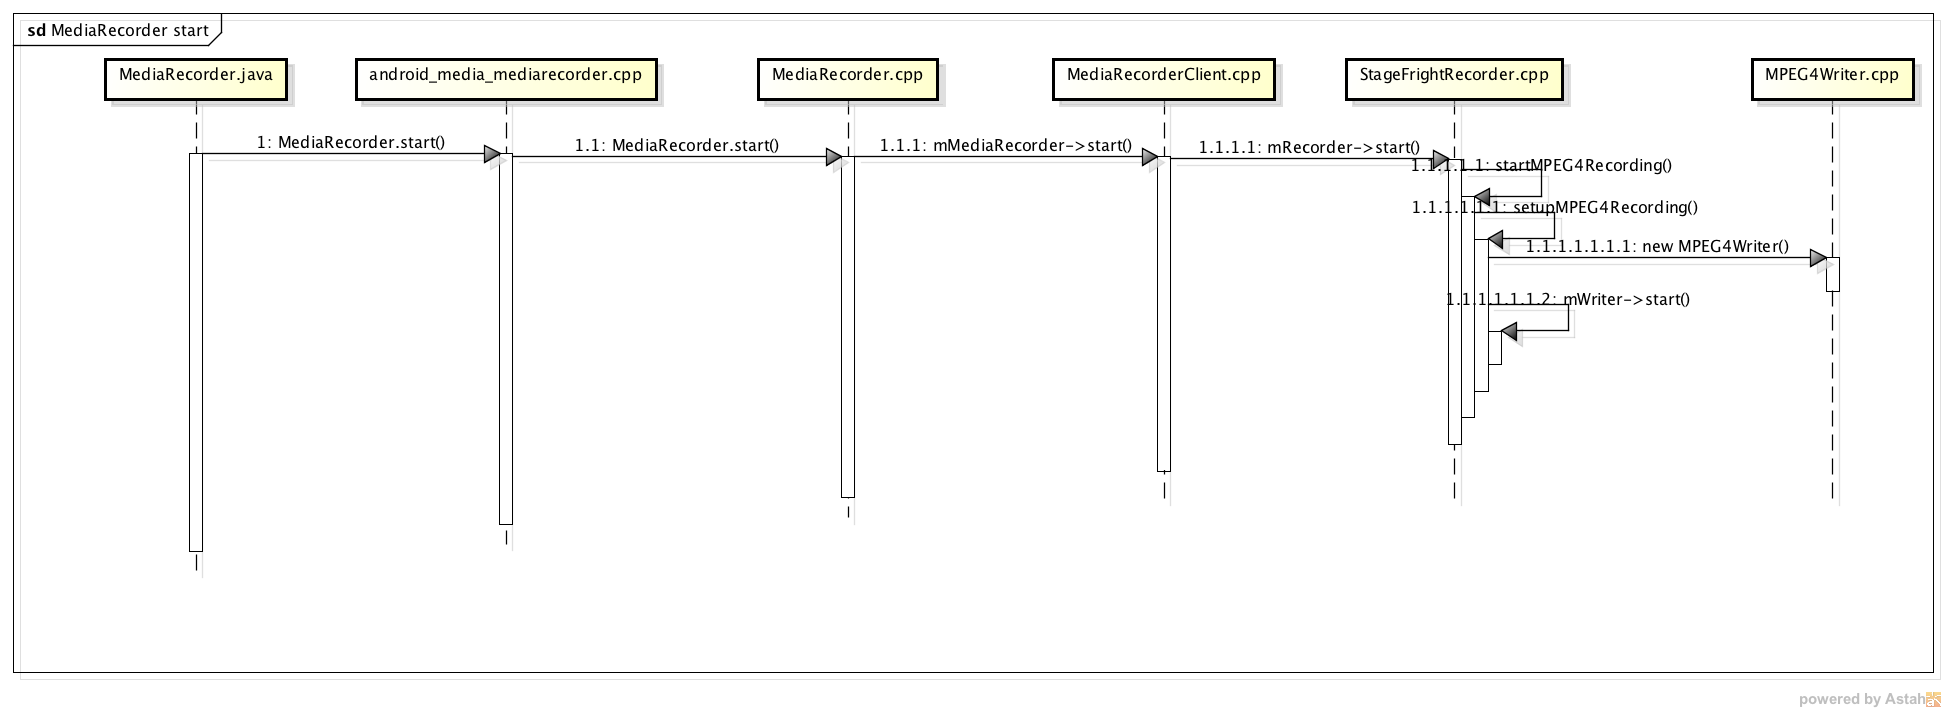 sd MediaRecorder start
MediaRecorder.java
android_media_mediarecorder.cpp
MediaRecorder.cpp
MediaRecorderClient.cpp
StageFrightRecorder.cpp
MPEG4Writer.cpp
1: MediaRecorder.start()
1.1: MediaRecorder.start()
1.1.1: mMediaRecorder->start()
1.1.1.1: mRecorder->start()
1.1.1.1.1: startMPEG4Recording()
1.1.1.1.1.1: setupMPEG4Recording()
1.1.1.1.1.1.1: new MPEG4Writer()
1.1.1.1.1.1.2: mWriter->start()
powered by Astah